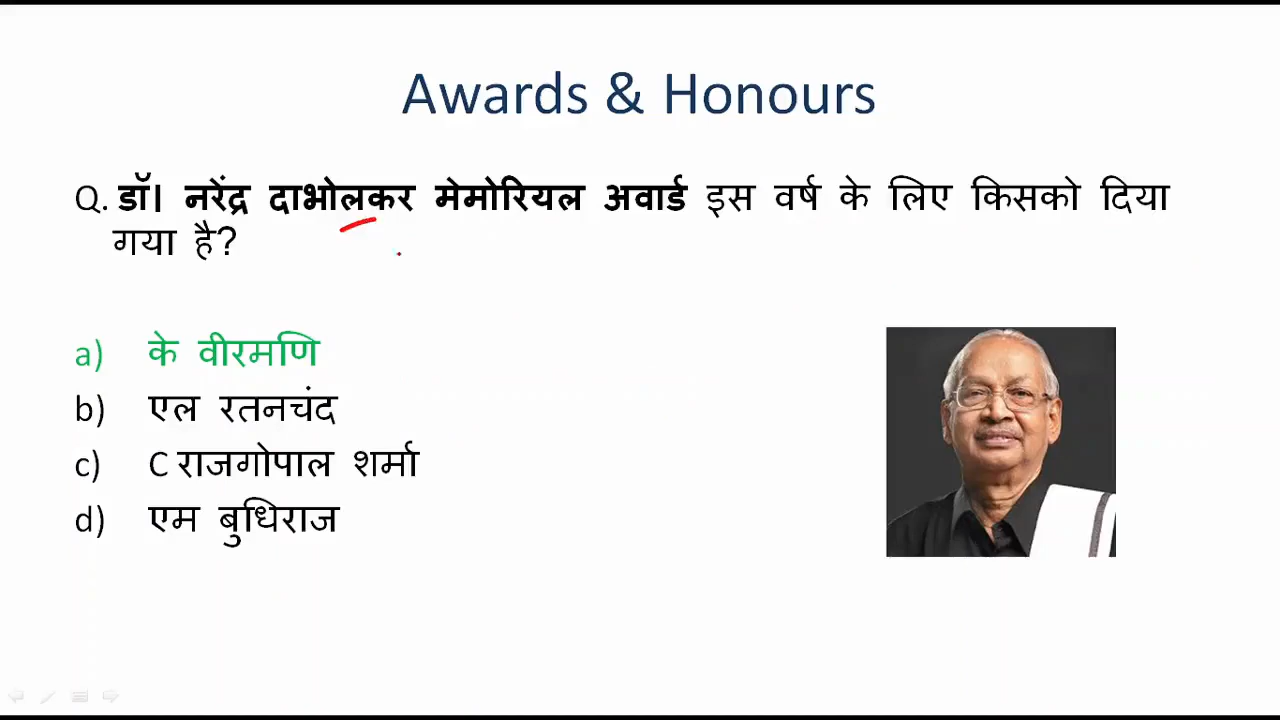 Awards & Honours
Q. डॉ। नरेंद्र दाभोलकर मेमोरियल अवार्ड इस वर्ष के लिए किसको दिया
गया है?
a) के वीरमणि
b) एल रतनचंद
c) C राजगोपाल शर्मा
d) एम बुधिराज